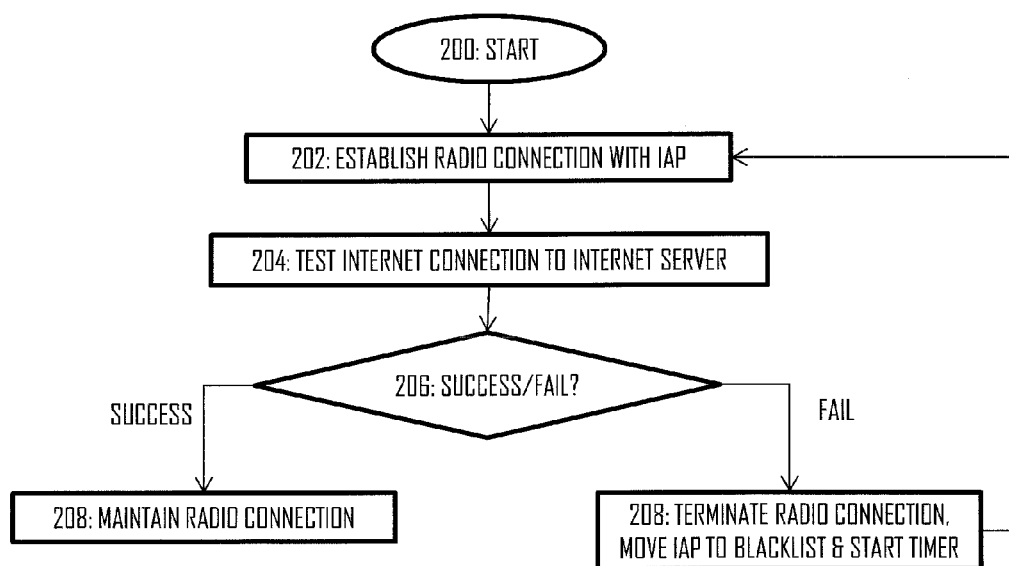 200: START
202: ESTABLISH RADIO CONNECTION WITH IAP
204: TEST INTERNET CONNECTION TO INTERNET SERVER
206: SUCCESS/FAIL?
SUCCESS
FAIL
208: MAINTAIN RADIO CONNECTION
208: TERMINATE RADIO CONNECTION,
MOVE IAP TO BLACKLIST & START TIMER